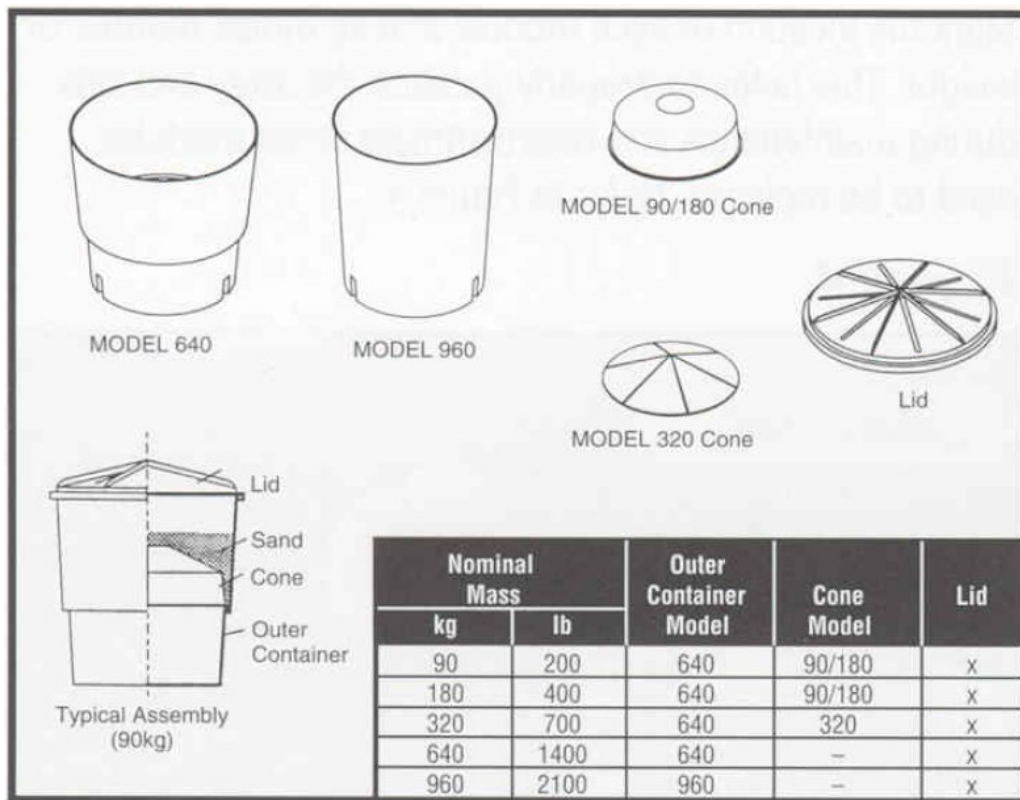 MODEL 640
MODEL 960
MODEL 90/180 Cone
MODEL 320 Cone
Lid
Lid
Sand
Cone
Outer
Container
Typical Assembly
(90kg)
Nominal Mass Outer Container Model Cone Model Lid
kg lb
90 200 640 90/180 x
180 400 640 90/180 x
320 700 640 320 x
640 1400 640 – x
960 2100 960 – x